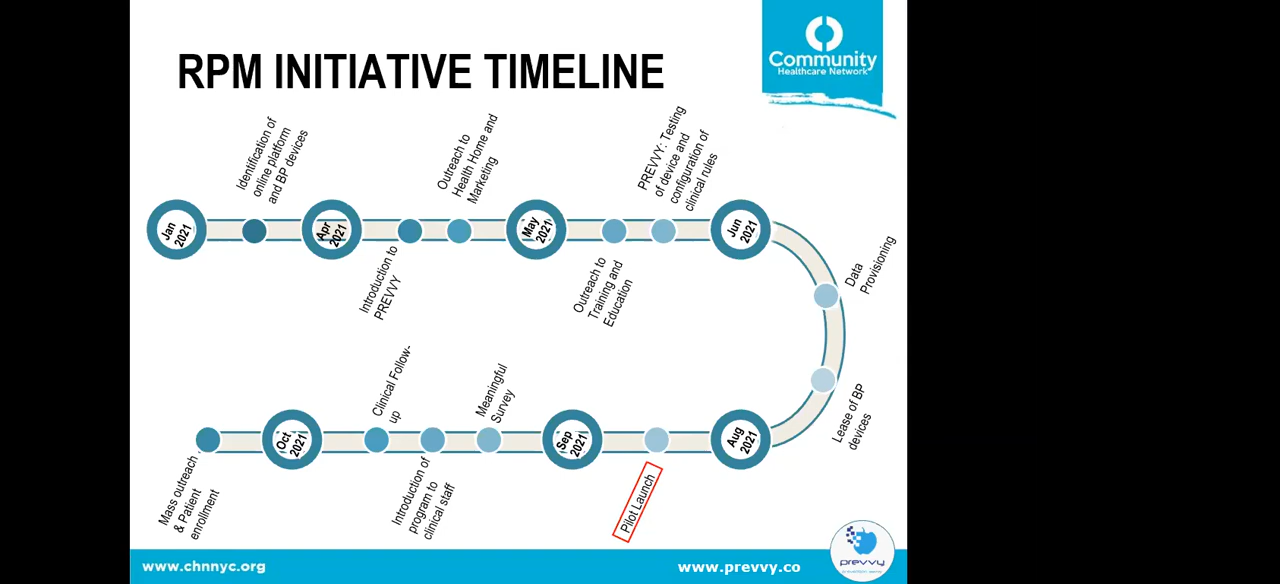 RPM INITIATIVE TIMELINE
Community
Healthcare Network
Jan
2021
Identification of
online platform
and BP devices
Apr
2021
Introduction to
PREVVY
Outreach to
Health Home and
Marketing
May
2021
Outreach to
Training and
Education
PREVVY: Testing
of device and
configuration of
clinical rules
Jun
2021
Data
Provisioning
Lease of BP
devices
Aug
2021
Pilot Launch
Sep
2021
Meaningful
Survey
Introduction of
program to
clinical staff
Clinical Follow-
up
Oct
2021
Mass outreach
& Patient
enrollment
www.chnnyc.org
www.prevvy.co
prevvy